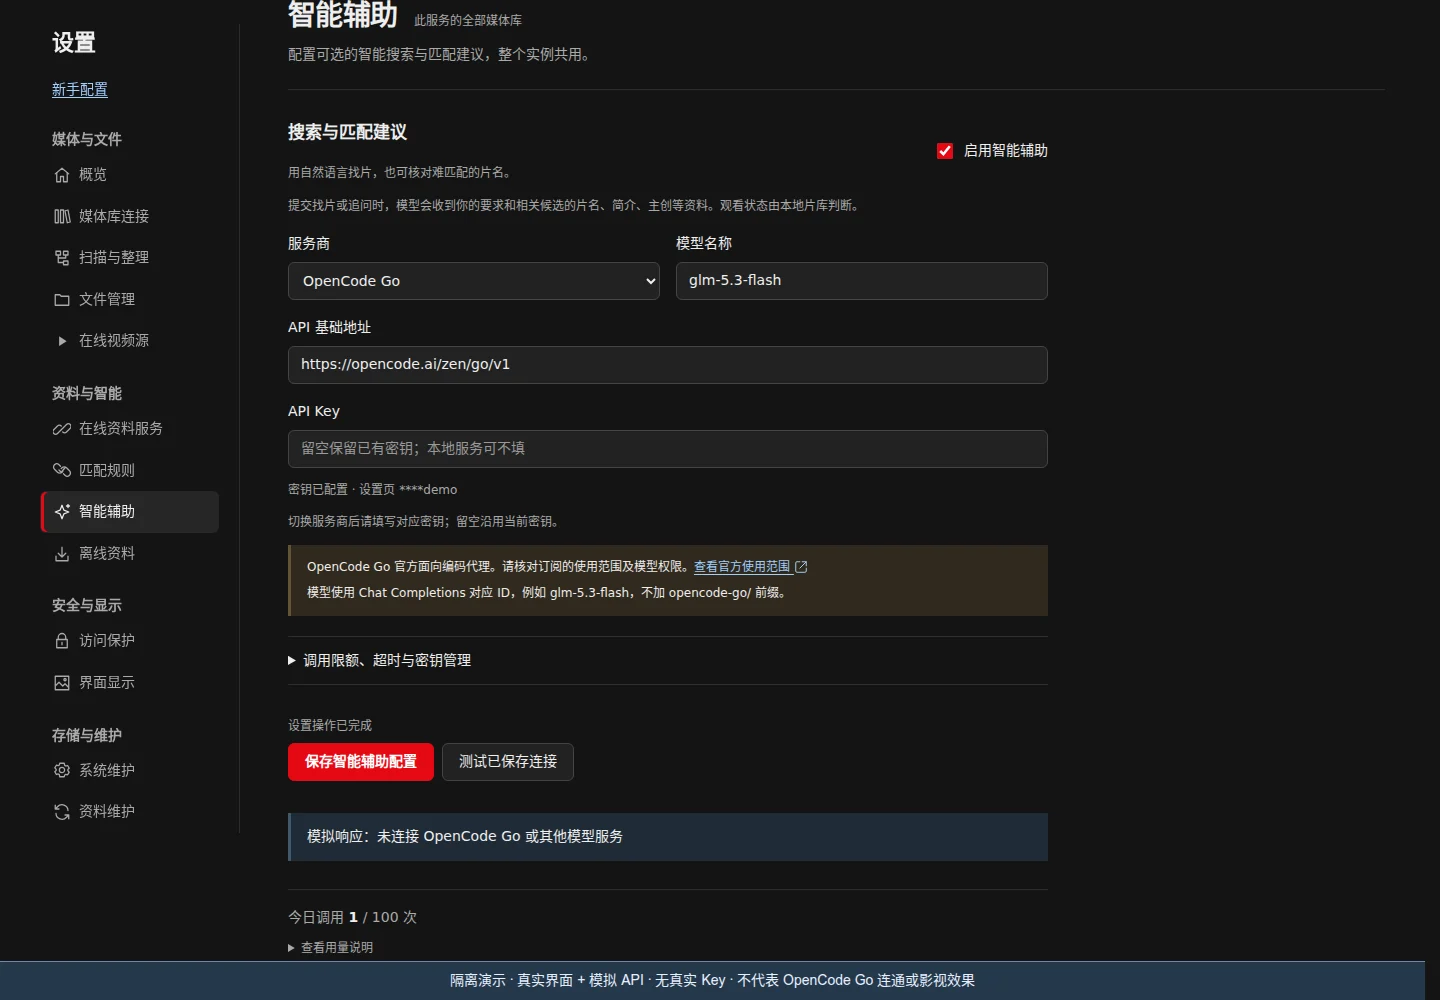 设置
新手配置
媒体与文件
概览
媒体库连接
扫描与整理
文件管理
在线视频源
资料与智能
在线资料服务
匹配规则
智能辅助
离线资料
安全与显示
访问保护
界面显示
存储与维护
系统维护
资料维护
智能辅助 此服务的全部媒体库
配置可选的智能搜索与匹配建议，整个实例共用。
搜索与匹配建议
启用智能辅助
用自然语言找片，也可核对难匹配的片名。
提交找片或追问时，模型会收到你的要求和相关候选的片名、简介、主创等资料。观看状态由本地片库判断。
服务商 模型名称
OpenCode Go glm-5.3-flash
API 基础地址
https://opencode.ai/zen/go/v1
API Key
留空保留已有密钥；本地服务可不填
密钥已配置 · 设置页 ****demo
切换服务商后请填写对应密钥；留空沿用当前密钥。
OpenCode Go 官方面向编码代理。请核对订阅的使用范围及模型权限。查看官方使用范围
模型使用 Chat Completions 对应 ID，例如 glm-5.3-flash，不加 opencode-go/ 前缀。
调用限额、超时与密钥管理
设置操作已完成
保存智能辅助配置 测试已保存连接
模拟响应：未连接 OpenCode Go 或其他模型服务
今日调用 1 / 100 次
查看用量说明
隔离演示 · 真实界面 + 模拟 API · 无真实 Key · 不代表 OpenCode Go 连通或影视效果